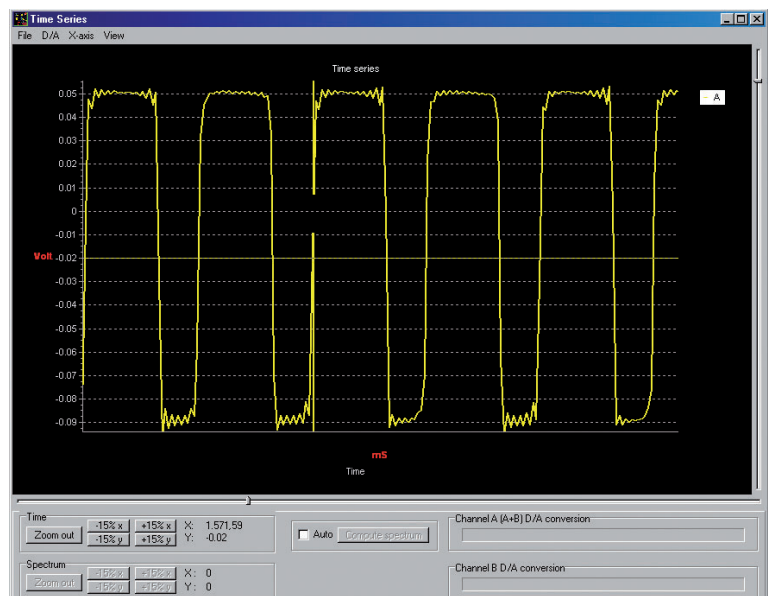 Time Series
File D/A X-axis View
Time series
A
0.05
0.04
0.03
0.02
0.01
0
-0.01
Volt -0.02
-0.03
-0.04
-0.05
-0.06
-0.07
-0.08
-0.09
mS
Time
Time
Zoom out -15% x +15% x X: 1.571,59
-15% y +15% y Y: -0.02
Auto Compute spectrum
Channel A (A+B) D/A conversion
Spectrum
Zoom out -15% x +15% x X: 0
-15% y +15% y Y: 0
Channel B D/A conversion